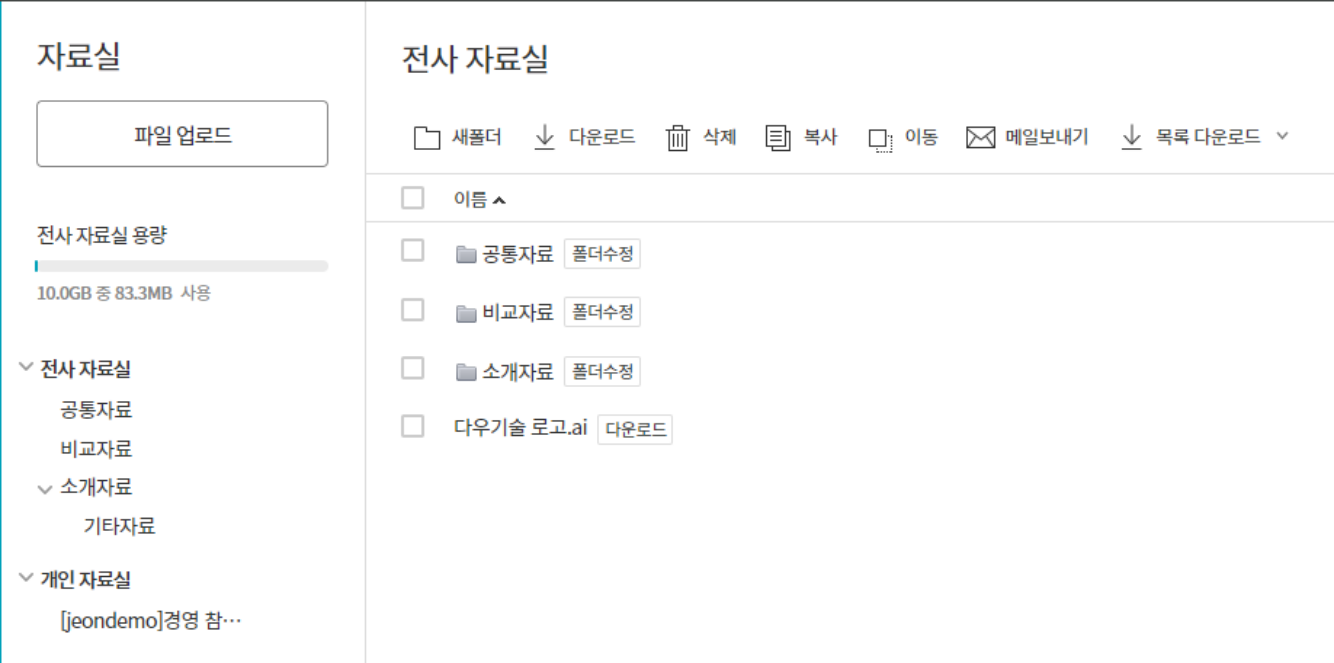 자료실
파일 업로드
전사 자료실 용량
10.0GB 중 83.3MB 사용
전사 자료실
공통자료
비교자료
소개자료
기타자료
개인 자료실
[jeondemo]경영 참…
전사 자료실
새폴더 다운로드 삭제 복사 이동 메일보내기 목록 다운로드
이름
공통자료 폴더수정
비교자료 폴더수정
소개자료 폴더수정
다우기술 로고.ai 다운로드